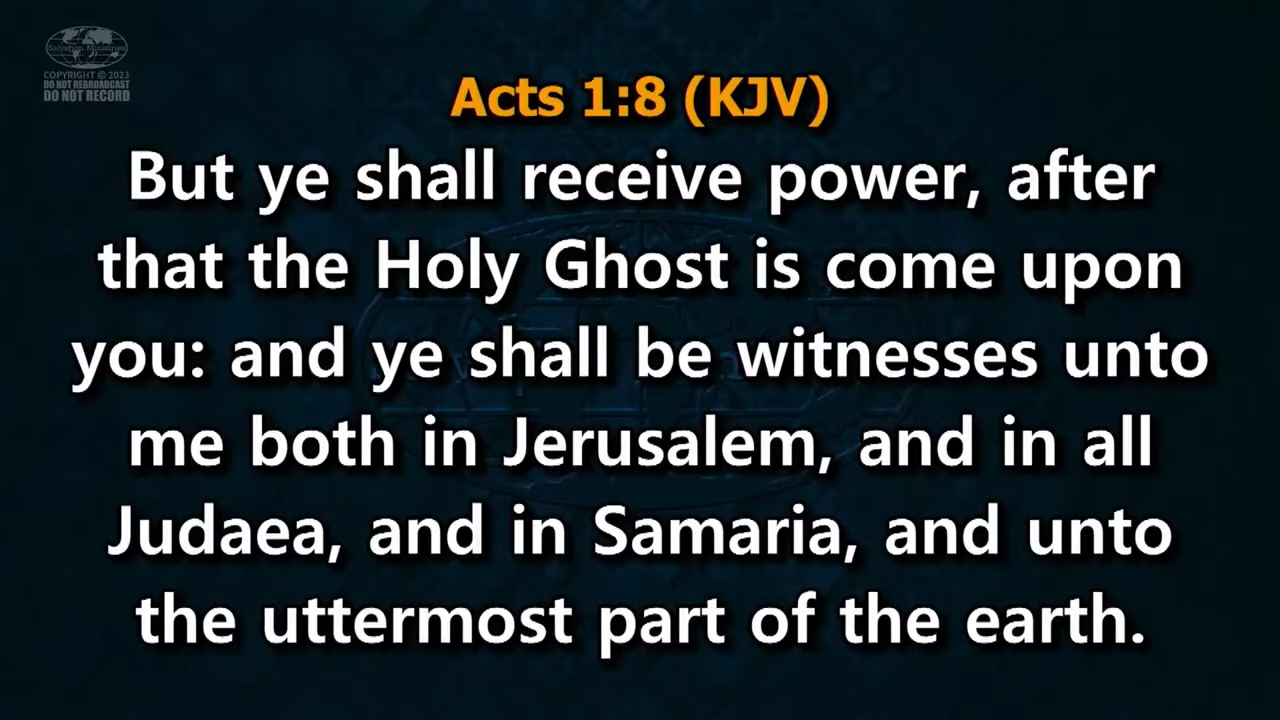 Salvation Ministries
COPYRIGHT © 2023
DO NOT REBROADCAST
DO NOT RECORD
Acts 1:8 (KJV)
But ye shall receive power, after
that the Holy Ghost is come upon
you: and ye shall be witnesses unto
me both in Jerusalem, and in all
Judaea, and in Samaria, and unto
the uttermost part of the earth.